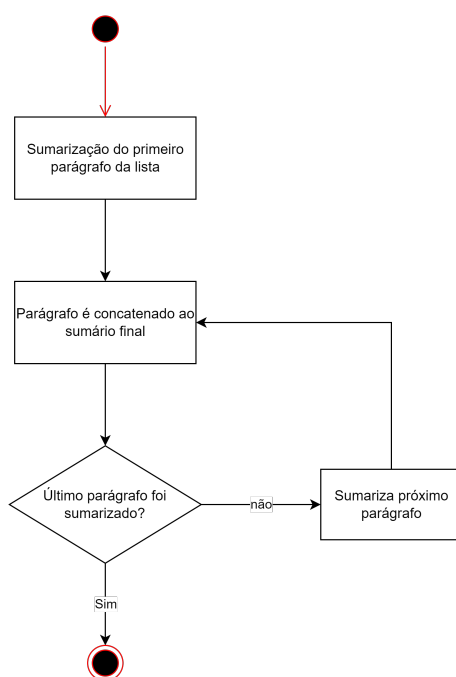 Sumarização do primeiro
parágrafo da lista
Parágrafo é concatenado ao
sumário final
Último parágrafo foi
sumarizado?
não
Sumariza próximo
parágrafo
Sim